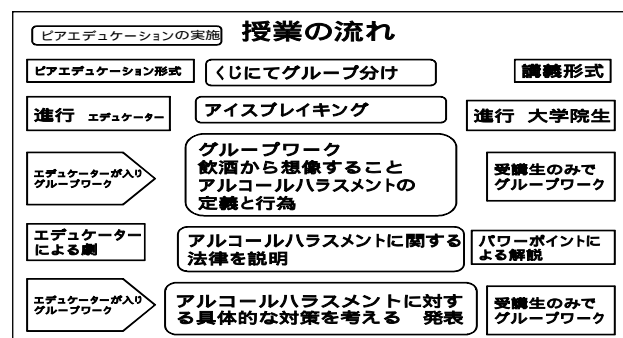 ピアエデュケーションの実施
授業の流れ
ピアエデュケーション形式
くじにてグループ分け
講義形式
進行 エデュケーター
アイスブレイキング
進行 大学院生
エデュケーターが入り
グループワーク
グループワーク
飲酒から想像すること
アルコールハラスメントの
定義と行為
受講生のみで
グループワーク
エデュケーター
による劇
アルコールハラスメントに関する
法律を説明
パワーポイントに
よる解説
エデュケーターが入り
グループワーク
アルコールハラスメントに対す
る具体的な対策を考える 発表
受講生のみで
グループワーク